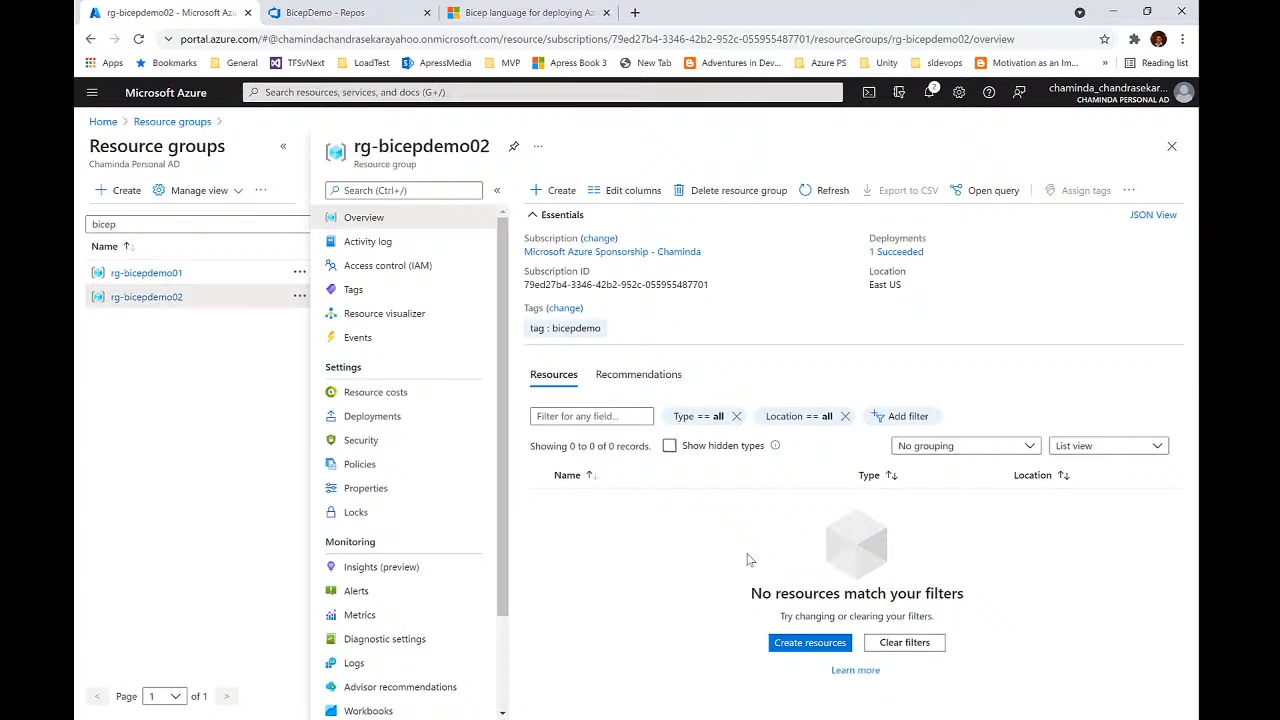 rg-bicepdemo02 - Microsoft Az
BicepDemo - Repos
Bicep language for deploying Az
portal.azure.com/#@chamindachandrasekarayahoo.onmicrosoft.com/resource/subscriptions/79ed27b4-3346-42b2-952c-055955487701/resourceGroups/rg-bicepdemo02/overview
Apps
Bookmarks
General
TFSvNext
LoadTest
ApressMedia
MVP
Apress Book 3
New Tab
Adventures in Dev...
Azure PS
Unity
sldevops
Motivation as an Im...
»
Reading list
Microsoft Azure
Search resources, services, and docs (G+/)
2
chaminda_chandrasekar...
CHAMINDA PERSONAL AD
Home > Resource groups >
Resource groups
«
Chaminda Personal AD
+ Create
Manage view
...
bicep
Name
rg-bicepdemo01
...
rg-bicepdemo02
...
< Page 1 of 1 >
rg-bicepdemo02
...
Resource group
Search (Ctrl+/)
«
Overview
Activity log
Access control (IAM)
Tags
Resource visualizer
Events
Settings
Resource costs
Deployments
Security
Policies
Properties
Locks
Monitoring
Insights (preview)
Alerts
Metrics
Diagnostic settings
Logs
Advisor recommendations
Workbooks
+ Create
Edit columns
Delete resource group
Refresh
Export to CSV
Open query
Assign tags
...
Essentials
JSON View
Subscription (change)
Microsoft Azure Sponsorship - Chaminda
Subscription ID
79ed27b4-3346-42b2-952c-055955487701
Tags (change)
tag : bicepdemo
Deployments
1 Succeeded
Location
East US
Resources
Recommendations
Filter for any field...
Type == all
Location == all
Add filter
Showing 0 to 0 of 0 records.
Show hidden types
No grouping
List view
Name
Type
Location
No resources match your filters
Try changing or clearing your filters.
Create resources
Clear filters
Learn more